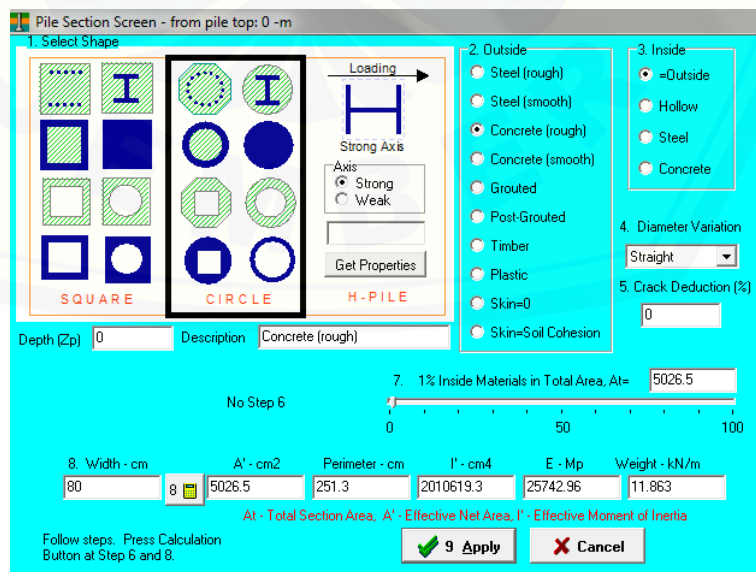 Pile Section Screen - from pile top: 0 -m
1. Select Shape
Loading
Strong Axis
Axis
Strong
Weak
Get Properties
SQUARE
CIRCLE
H-PILE
2. Outside
Steel (rough)
Steel (smooth)
Concrete (rough)
Concrete (smooth)
Grouted
Post-Grouted
Timber
Plastic
Skin=0
Skin=Soil Cohesion
3. Inside
=Outside
Hollow
Steel
Concrete
4. Diameter Variation
Straight
5. Crack Deduction (%)
0
Depth (Zp) 0 Description Concrete (rough)
No Step 6
7. 1% Inside Materials in Total Area, At= 5026.5
0 50 100
8. Width - cm A' - cm2 Perimeter - cm I' - cm4 E - Mp Weight - kN/m
80 8 5026.5 251.3 2010619.3 25742.96 11.863
At - Total Section Area, A' - Effective Net Area, I' - Effective Moment of Inertia
Follow steps. Press Calculation
Button at Step 6 and 8.
9 Apply Cancel